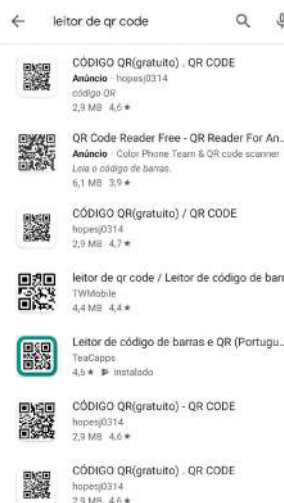 leitor de qr code
CÓDIGO QR(gratuito) . QR CODE
Anúncio · hopesj0314
código QR
2,9 MB 4,6 ★
QR Code Reader Free - QR Reader For An...
Anúncio · Color Phone Team & QR code scanner
Leia o código de barras.
6,1 MB 3,9 ★
CÓDIGO QR(gratuito) / QR CODE
hopesj0314
2,9 MB 4,7 ★
leitor de qr code / Leitor de código de barr
TWMobile
4,4 MB 4,4 ★
Leitor de código de barras e QR (Portugu...
TeaCapps
4,6 ★ Instalado
CÓDIGO QR(gratuito) - QR CODE
hopesj0314
2,9 MB 4,6 ★
CÓDIGO QR(gratuito) . QR CODE
hopesj0314
2,9 MB 4,6 ★